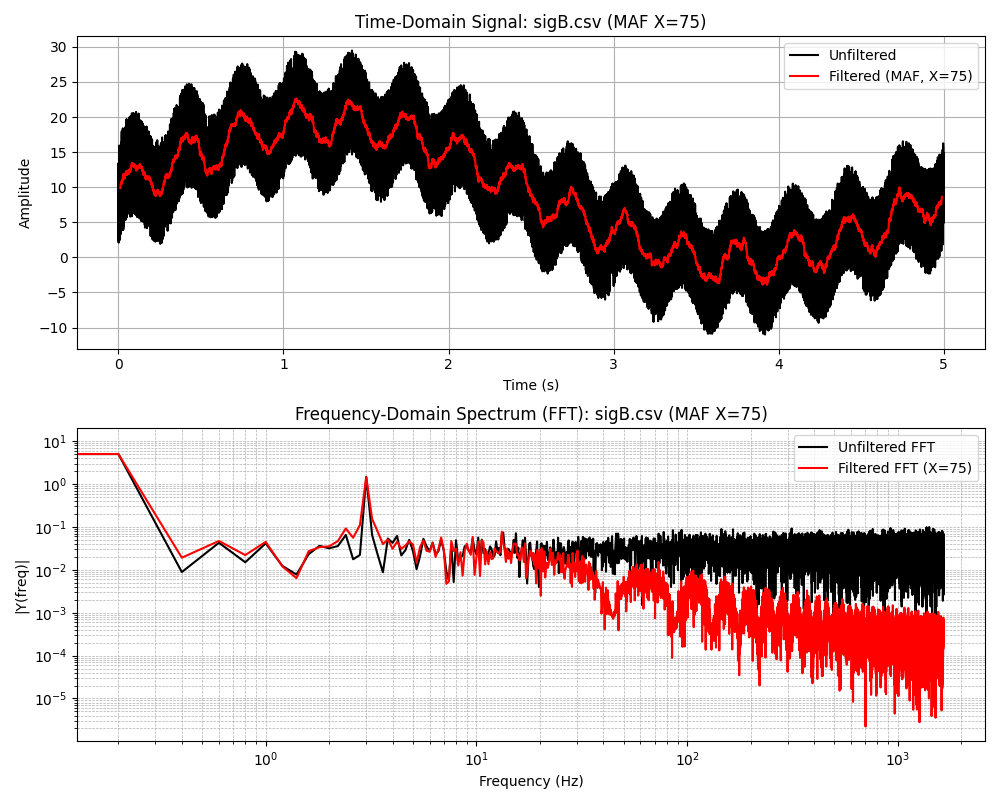 Time-Domain Signal: sigB.csv (MAF X=75)
30
25
20
15
10
5
0
−5
−10
Amplitude
Unfiltered
Filtered (MAF, X=75)
0
1
2
3
4
5
Time (s)
Frequency-Domain Spectrum (FFT): sigB.csv (MAF X=75)
10¹
10⁰
10⁻¹
10⁻²
10⁻³
10⁻⁴
10⁻⁵
|Y(freq)|
Unfiltered FFT
Filtered FFT (X=75)
10⁰
10¹
10²
10³
Frequency (Hz)